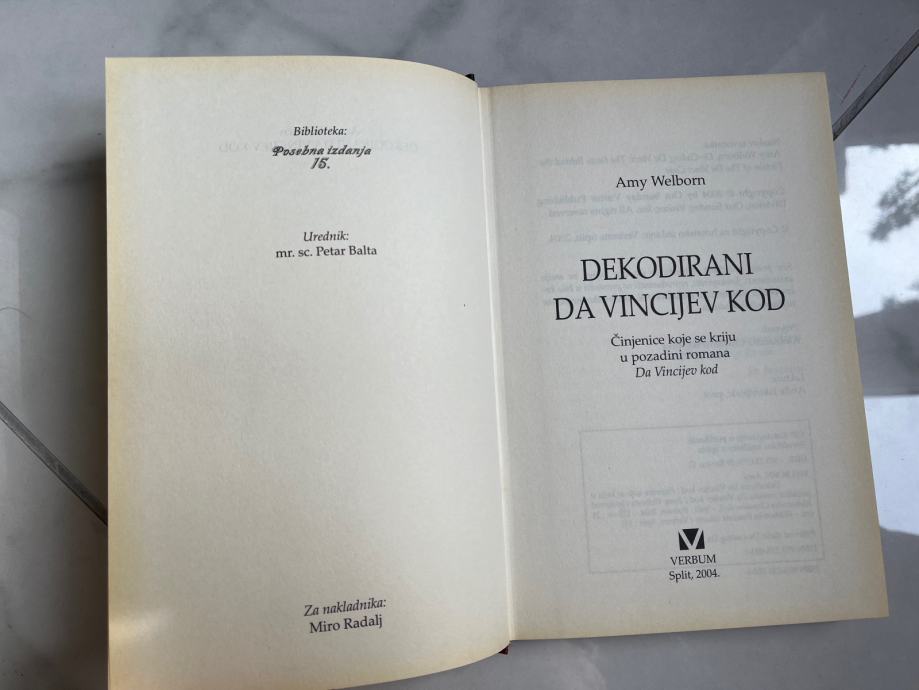 Biblioteka:
Posebna izdanja
15.
Urednik:
mr. sc. Petar Balta
Za nakladnika:
Miro Radalj
Amy Welborn
DEKODIRANI
DA VINCIJEV KOD
Činjenice koje se kriju
u pozadini romana
Da Vincijev kod
VERBUM
Split, 2004.